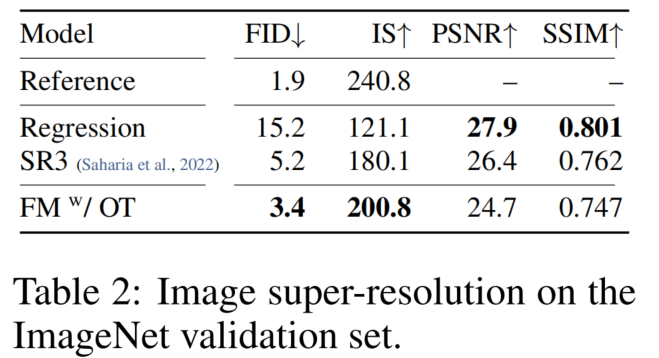 Model FID↓ IS↑ PSNR↑ SSIM↑
Reference 1.9 240.8 – –
Regression 15.2 121.1 27.9 0.801
SR3 (Saharia et al., 2022) 5.2 180.1 26.4 0.762
FM w/ OT 3.4 200.8 24.7 0.747
Table 2: Image super-resolution on the
ImageNet validation set.